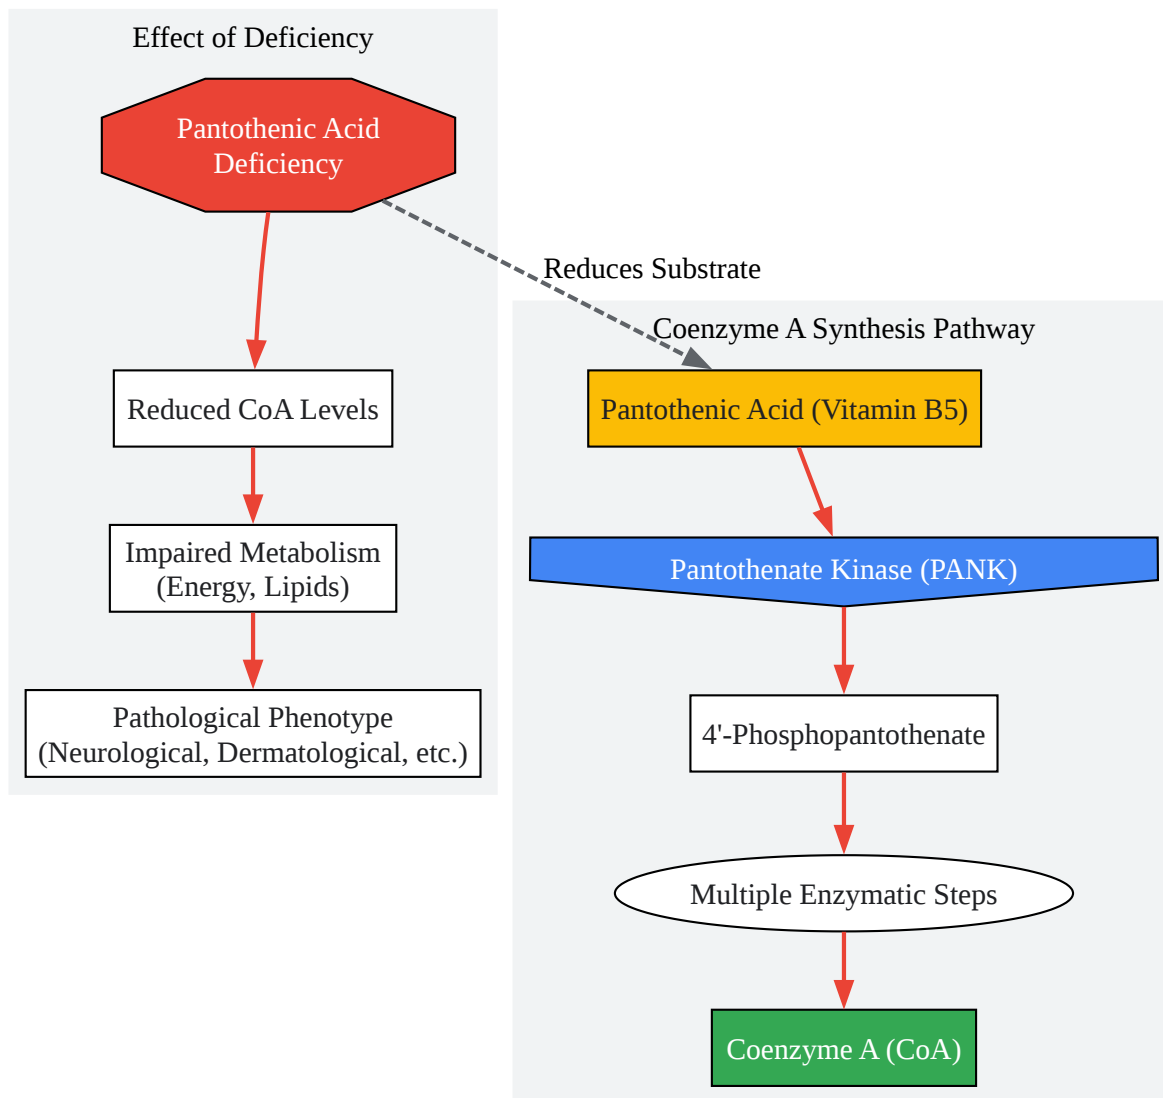 Effect of Deficiency
Pantothenic Acid
Deficiency
Reduces Substrate
Coenzyme A Synthesis Pathway
Reduced CoA Levels
Pantothenic Acid (Vitamin B5)
Impaired Metabolism
(Energy, Lipids)
Pantothenate Kinase (PANK)
Pathological Phenotype
(Neurological, Dermatological, etc.)
4'-Phosphopantothenate
Multiple Enzymatic Steps
Coenzyme A (CoA)